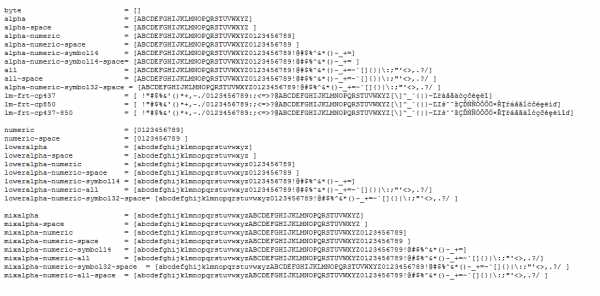 byte = []
alpha = [ABCDEFGHIJKLMNOPQRSTUVWXYZ]
alpha-space = [ABCDEFGHIJKLMNOPQRSTUVWXYZ ]
alpha-numeric = [ABCDEFGHIJKLMNOPQRSTUVWXYZ0123456789]
alpha-numeric-space = [ABCDEFGHIJKLMNOPQRSTUVWXYZ0123456789 ]
alpha-numeric-symbol14 = [ABCDEFGHIJKLMNOPQRSTUVWXYZ0123456789!@#$%^&*()-_+=]
alpha-numeric-symbol14-space= [ABCDEFGHIJKLMNOPQRSTUVWXYZ0123456789!@#$%^&*()-_+= ]
all = [ABCDEFGHIJKLMNOPQRSTUVWXYZ0123456789!@#$%^&*()-_+=~`[]{}|\:;"'<>,.?/]
all-space = [ABCDEFGHIJKLMNOPQRSTUVWXYZ0123456789!@#$%^&*()-_+=~`[]{}|\:;"'<>,.?/ ]
alpha-numeric-symbol32-space = [ABCDEFGHIJKLMNOPQRSTUVWXYZ0123456789!@#$%^&*()-_+=~`[]{}|\:;"'<>,.?/ ]
lm-frt-cp437 = [ !"#$%&'()*+,-./0123456789:;<=>?@ABCDEFGHIJKLMNOPQRSTUVWXYZ[\]^_`{|}~
lm-frt-cp850 = [ !"#$%&'()*+,-./0123456789:;<=>?@ABCDEFGHIJKLMNOPQRSTUVWXYZ[\]^_`{|}~
lm-frt-cp437-850 = [ !"#$%&'()*+,-./0123456789:;<=>?@ABCDEFGHIJKLMNOPQRSTUVWXYZ[\]^_`{|}~
numeric = [0123456789]
numeric-space = [0123456789 ]
loweralpha = [abcdefghijklmnopqrstuvwxyz]
loweralpha-space = [abcdefghijklmnopqrstuvwxyz ]
loweralpha-numeric = [abcdefghijklmnopqrstuvwxyz0123456789]
loweralpha-numeric-space = [abcdefghijklmnopqrstuvwxyz0123456789 ]
loweralpha-numeric-symbol14 = [abcdefghijklmnopqrstuvwxyz0123456789!@#$%^&*()-_+=]
loweralpha-numeric-all = [abcdefghijklmnopqrstuvwxyz0123456789!@#$%^&*()-_+=~`[]{}|\:;"'<>,.?/]
loweralpha-numeric-symbol32-space= [abcdefghijklmnopqrstuvwxyz0123456789!@#$%^&*()-_+=~`[]{}|\:;"'<>,.?/ ]
mixalpha = [abcdefghijklmnopqrstuvwxyzABCDEFGHIJKLMNOPQRSTUVWXYZ]
mixalpha-space = [abcdefghijklmnopqrstuvwxyzABCDEFGHIJKLMNOPQRSTUVWXYZ ]
mixalpha-numeric = [abcdefghijklmnopqrstuvwxyzABCDEFGHIJKLMNOPQRSTUVWXYZ0123456789]
mixalpha-numeric-space = [abcdefghijklmnopqrstuvwxyzABCDEFGHIJKLMNOPQRSTUVWXYZ0123456789 ]
mixalpha-numeric-symbol14 = [abcdefghijklmnopqrstuvwxyzABCDEFGHIJKLMNOPQRSTUVWXYZ0123456789!@#$%^&*()-_+=]
mixalpha-numeric-all = [abcdefghijklmnopqrstuvwxyzABCDEFGHIJKLMNOPQRSTUVWXYZ0123456789!@#$%^&*()-_+=~`[]{}|\:;"'<>,.?/]
mixalpha-numeric-symbol32-space = [abcdefghijklmnopqrstuvwxyzABCDEFGHIJKLMNOPQRSTUVWXYZ0123456789!@#$%^&*()-_+=~`[]{}|\:;"'<>,.?/ ]
mixalpha-numeric-all-space = [abcdefghijklmnopqrstuvwxyzABCDEFGHIJKLMNOPQRSTUVWXYZ0123456789!@#$%^&*()-_+=~`[]{}|\:;"'<>,.?/ ]